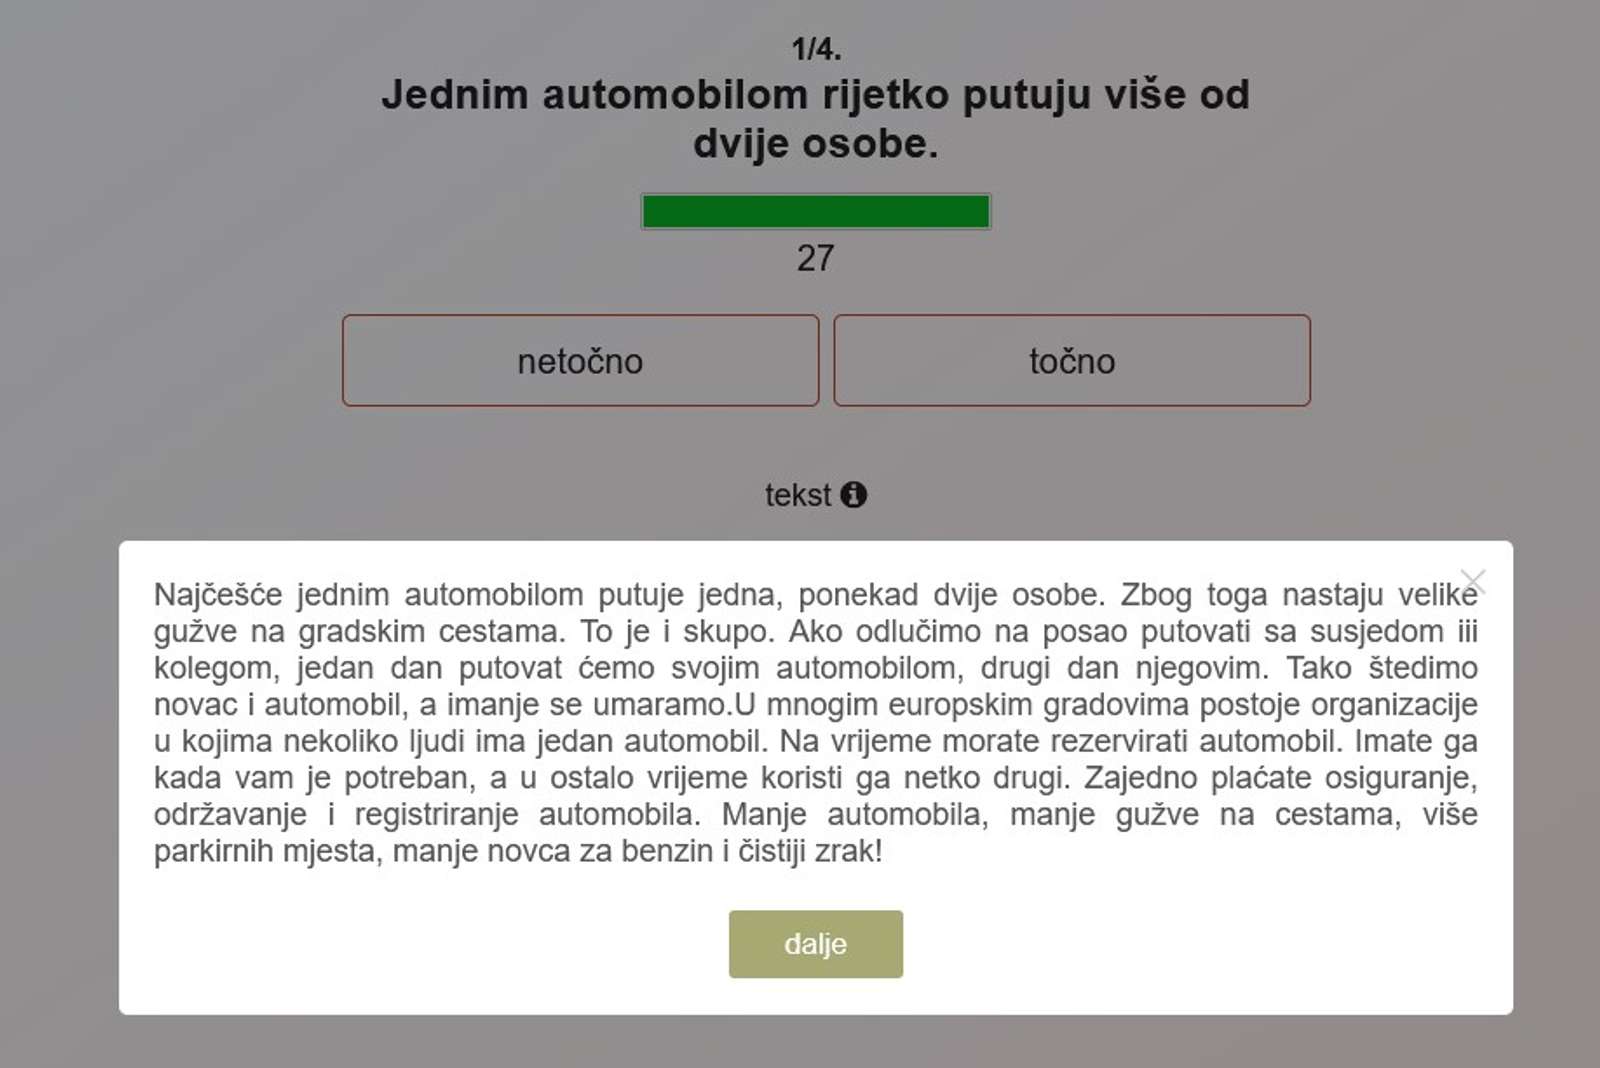 1/4.
Jednim automobilom rijetko putuju više od
dvije osobe.
27
netočno
točno
tekst
Najčešće jednim automobilom putuje jedna, ponekad dvije osobe. Zbog toga nastaju velike
gužve na gradskim cestama. To je i skupo. Ako odlučimo na posao putovati sa susjedom iii
kolegom, jedan dan putovat ćemo svojim automobilom, drugi dan njegovim. Tako štedimo
novac i automobil, a imanje se umaramo.U mnogim europskim gradovima postoje organizacije
u kojima nekoliko ljudi ima jedan automobil. Na vrijeme morate rezervirati automobil. Imate ga
kada vam je potreban, a u ostalo vrijeme koristi ga netko drugi. Zajedno plaćate osiguranje,
održavanje i registriranje automobila. Manje automobila, manje gužve na cestama, više
parkirnih mjesta, manje novca za benzin i čistiji zrak!
dalje